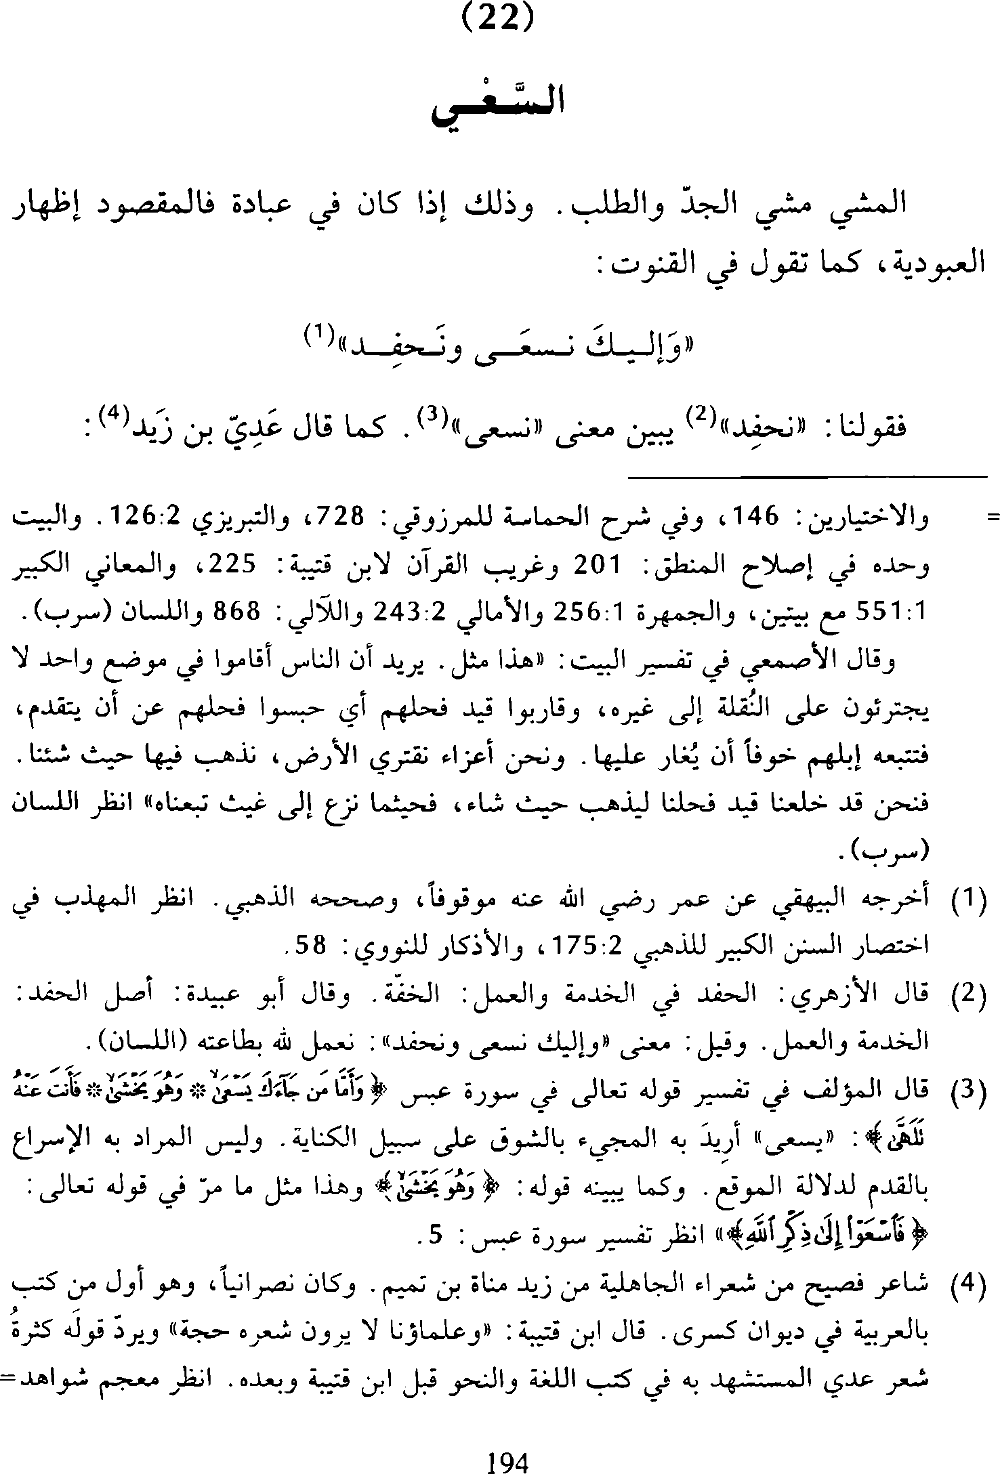 (22)
السَّعْي
المشي مشي الجدّ والطلب. وذلك إذا كان في عبادة فالمقصود إظهار
العبودية، كما تقول في القنوت:
«وَإليكَ نسعَى ونَحفِد»(1)
فقولنا: «نحفِد»(2) يبين معنى «نسعى»(3). كما قال عَدِيّ بن زَيد(4):
= والاختيارين: 146، وفي شرح الحماسة للمرزوقي: 728، والتبريزي 126:2. والبيت
وحده في إصلاح المنطق: 201 وغريب القرآن لابن قتيبة: 225، والمعاني الكبير
551:1 مع بيتين، والجمهرة 256:1 والأمالي 243:2 واللآلي: 868 واللسان (سرب).
وقال الأصمعي في تفسير البيت: «هذا مثل. يريد أن الناس أقاموا في موضع واحد لا
يجترئون على النُقلة إلى غيره، وقاربوا قيد فحلهم أي حبسوا فحلهم عن أن يتقدم،
فتتبعه إبلهم خوفاً أن يُغار عليها. ونحن أعزاء نقتري الأرض، نذهب فيها حيث شئنا.
فنحن قد خلعنا قيد فحلنا ليذهب حيث شاء، فحيثما نزع إلى غيث تبعناه» انظر اللسان
(سرب).
(1) أخرجه البيهقي عن عمر رضي الله عنه موقوفاً، وصححه الذهبي. انظر المهذب في
اختصار السنن الكبير للذهبي 175:2، والأذكار للنووي: 58.
(2) قال الأزهري: الحفد في الخدمة والعمل: الخفّة. وقال أبو عبيدة: أصل الحفد:
الخدمة والعمل. وقيل: معنى «وإليك نسعى ونحفد»: نعمل لله بطاعته (اللسان).
(3) قال المؤلف في تفسير قوله تعالى في سورة عبس ﴿وَأَمَّا مَن جَآءَكَ يَسْعَىٰ * وَهُوَ يَخْشَىٰ * فَأَنتَ عَنْهُ
تَلَهَّىٰ﴾: «يسعى» أريدَ به المجيء بالشوق على سبيل الكناية. وليس المراد به الإسراع
بالقدم لدلالة الموقع. وكما يبينه قوله: ﴿وَهُوَ يَخْشَىٰ﴾ وهذا مثل ما مرّ في قوله تعالى:
﴿فَٱسْعَوْا۟ إِلَىٰ ذِكْرِ ٱللَّهِ﴾» انظر تفسير سورة عبس: 5.
(4) شاعر فصيح من شعراء الجاهلية من زيد مناة بن تميم. وكان نصرانياً، وهو أول من كتب
بالعربية في ديوان كسرى. قال ابن قتيبة: «وعلماؤنا لا يرون شعره حجة» ويردّ قولَه كثرةُ
شعر عدي المستشهد به في كتب اللغة والنحو قبل ابن قتيبة وبعده. انظر معجم شواهد=
194